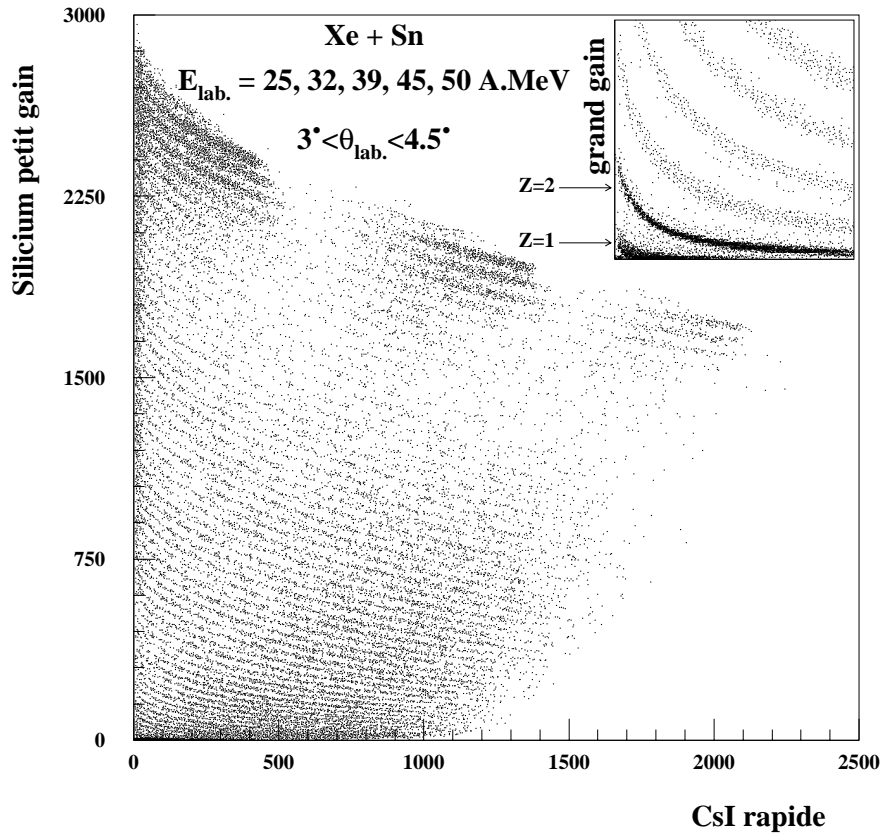 Xe + Sn
E_lab. = 25, 32, 39, 45, 50 A.MeV
3°<θ_lab.<4.5°
grand gain
Z=2
Z=1
Silicium petit gain
3000
2250
1500
750
0
0
500
1000
1500
2000
2500
CsI rapide